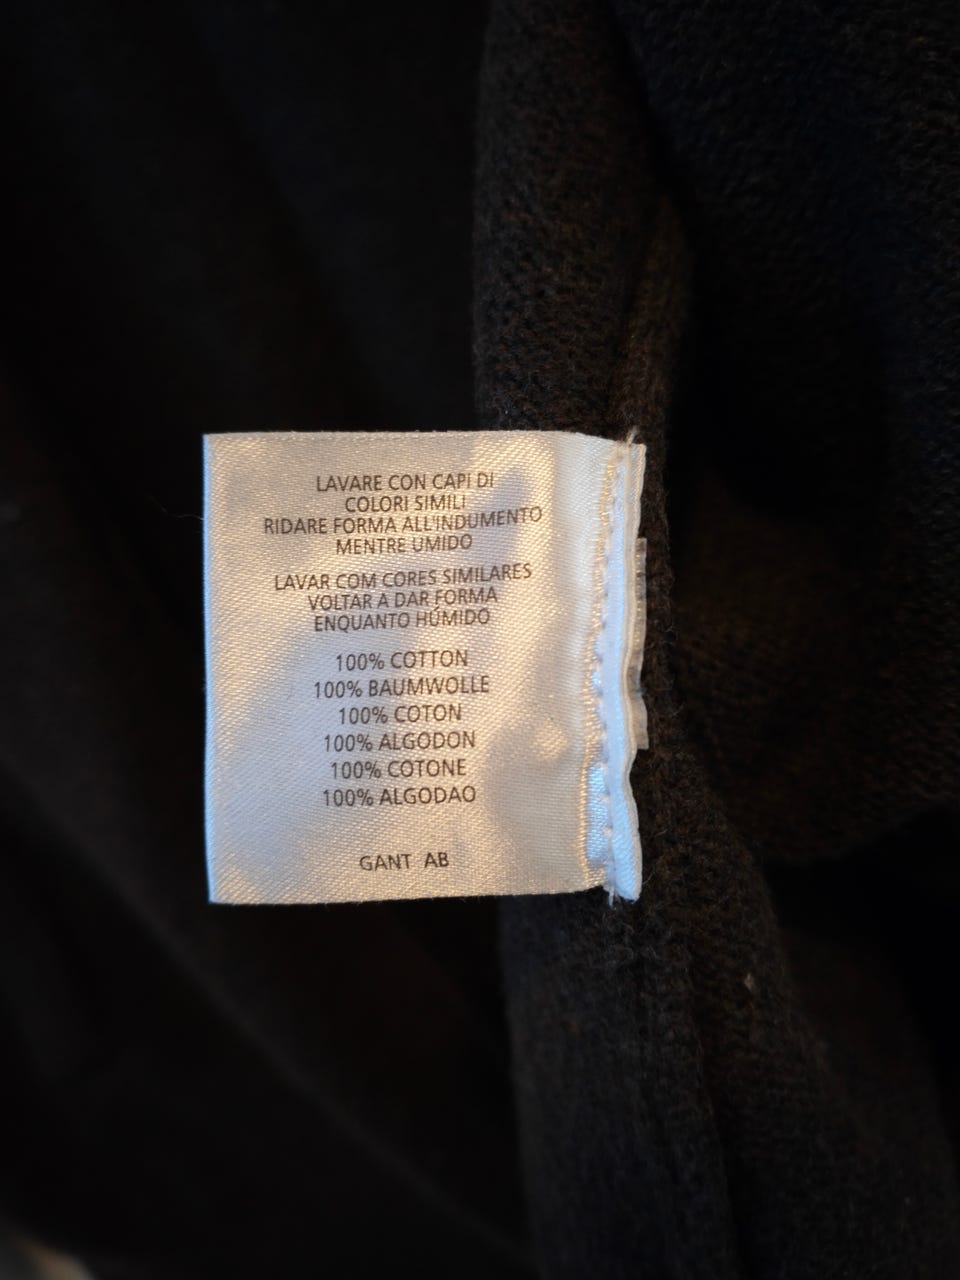 LAVARE CON CAPI DI
COLORI SIMILI
RIDARE FORMA ALL'INDUMENTO
MENTRE UMIDO
LAVAR COM CORES SIMILARES
VOLTAR A DAR FORMA
ENQUANTO HÚMIDO
100% COTTON
100% BAUMWOLLE
100% COTON
100% ALGODON
100% COTONE
100% ALGODAO
GANT AB